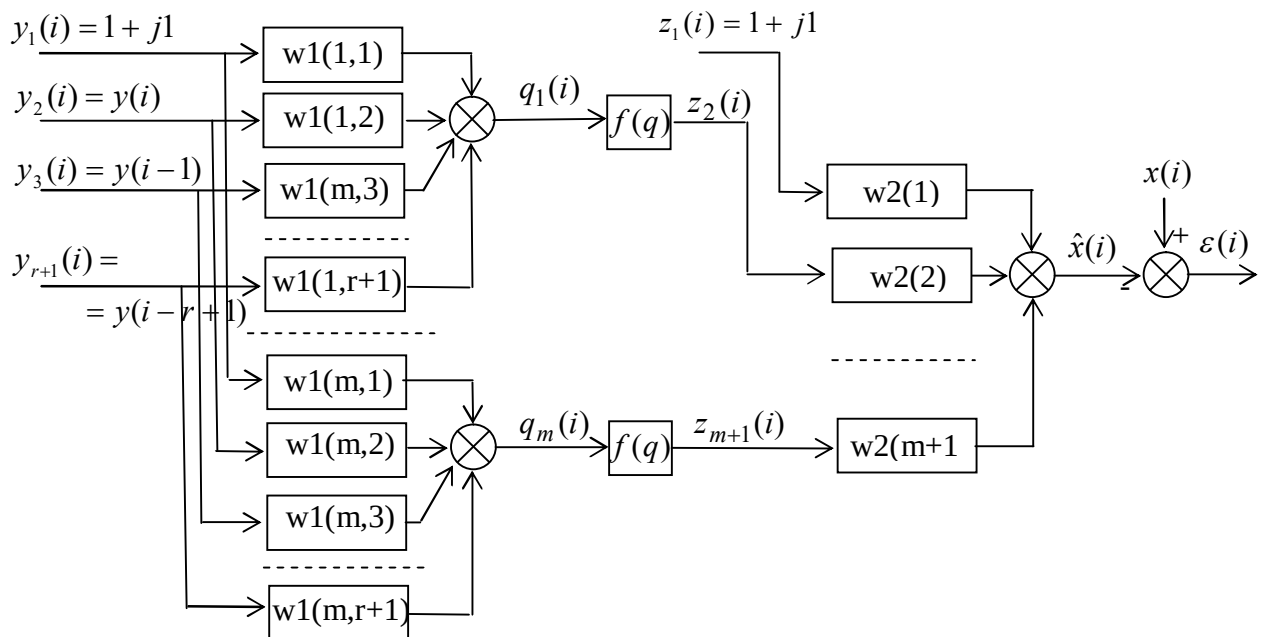 y₁(i) = 1 + j1
w1(1,1)
y₂(i) = y(i)
w1(1,2)
y₃(i) = y(i−1)
w1(m,3)
yᵣ₊₁(i) =
= y(i − r + 1)
w1(1,r+1)
q₁(i)
f(q)
z₂(i)
z₁(i) = 1 + j1
w2(1)
w2(2)
x̂(i)
-
x(i)
+
ε(i)
w1(m,1)
w1(m,2)
w1(m,3)
w1(m,r+1)
qₘ(i)
f(q)
zₘ₊₁(i)
w2(m+1